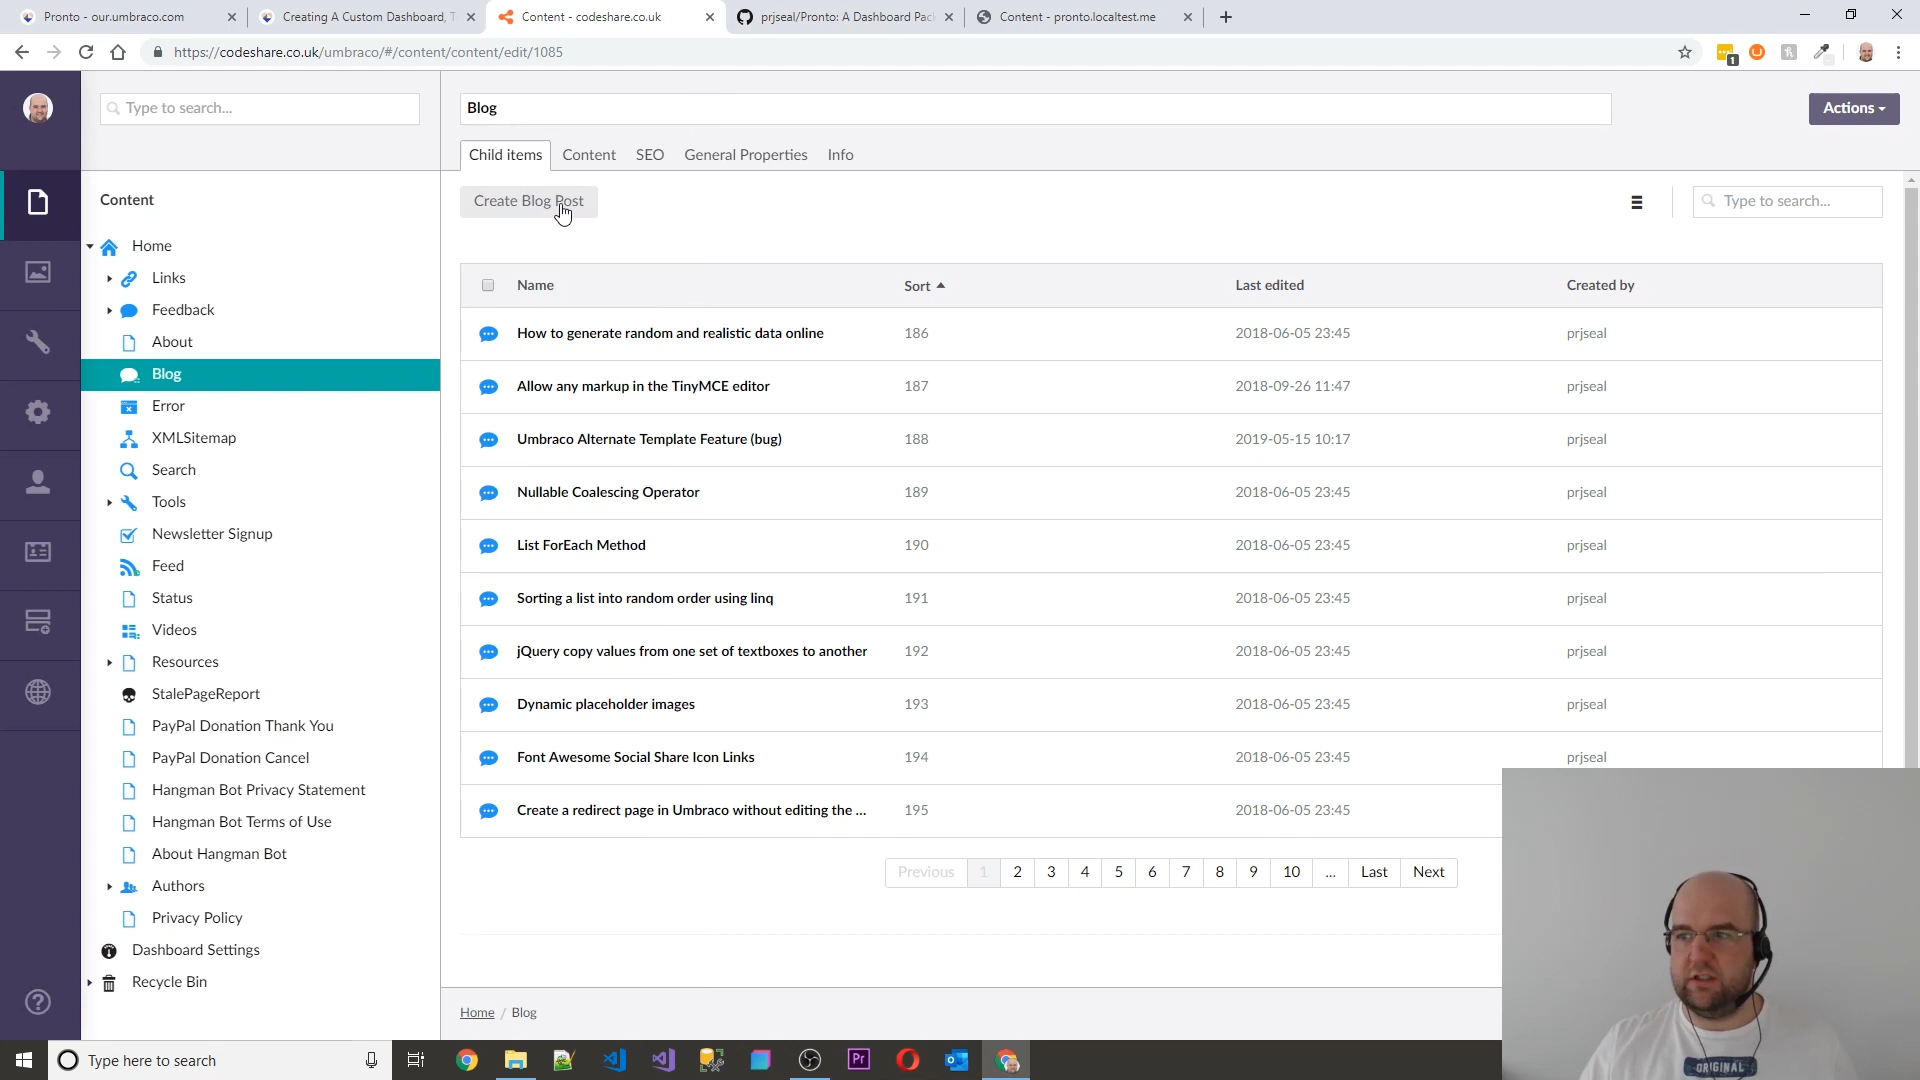 Pronto - our.umbraco.com
Creating A Custom Dashboard, T
Content - codeshare.co.uk
prjseal/Pronto: A Dashboard Pac
Content - pronto.localtest.me
https://codeshare.co.uk/umbraco/#/content/content/edit/1085
1
Type to search...
Blog
Actions
Child items
Content
SEO
General Properties
Info
Create Blog Post
Type to search...
Content
Home
Links
Feedback
About
Blog
Error
XMLSitemap
Search
Tools
Newsletter Signup
Feed
Status
Videos
Resources
StalePageReport
PayPal Donation Thank You
PayPal Donation Cancel
Hangman Bot Privacy Statement
Hangman Bot Terms of Use
About Hangman Bot
Authors
Privacy Policy
Dashboard Settings
Recycle Bin
Name Sort Last edited Created by
How to generate random and realistic data online 186 2018-06-05 23:45 prjseal
Allow any markup in the TinyMCE editor 187 2018-09-26 11:47 prjseal
Umbraco Alternate Template Feature (bug) 188 2019-05-15 10:17 prjseal
Nullable Coalescing Operator 189 2018-06-05 23:45 prjseal
List ForEach Method 190 2018-06-05 23:45 prjseal
Sorting a list into random order using linq 191 2018-06-05 23:45 prjseal
jQuery copy values from one set of textboxes to another 192 2018-06-05 23:45 prjseal
Dynamic placeholder images 193 2018-06-05 23:45 prjseal
Font Awesome Social Share Icon Links 194 2018-06-05 23:45 prjseal
Create a redirect page in Umbraco without editing the ... 195 2018-06-05 23:45
Previous 1 2 3 4 5 6 7 8 9 10 ... Last Next
Home / Blog
Type here to search
Pr
ORIGINAL